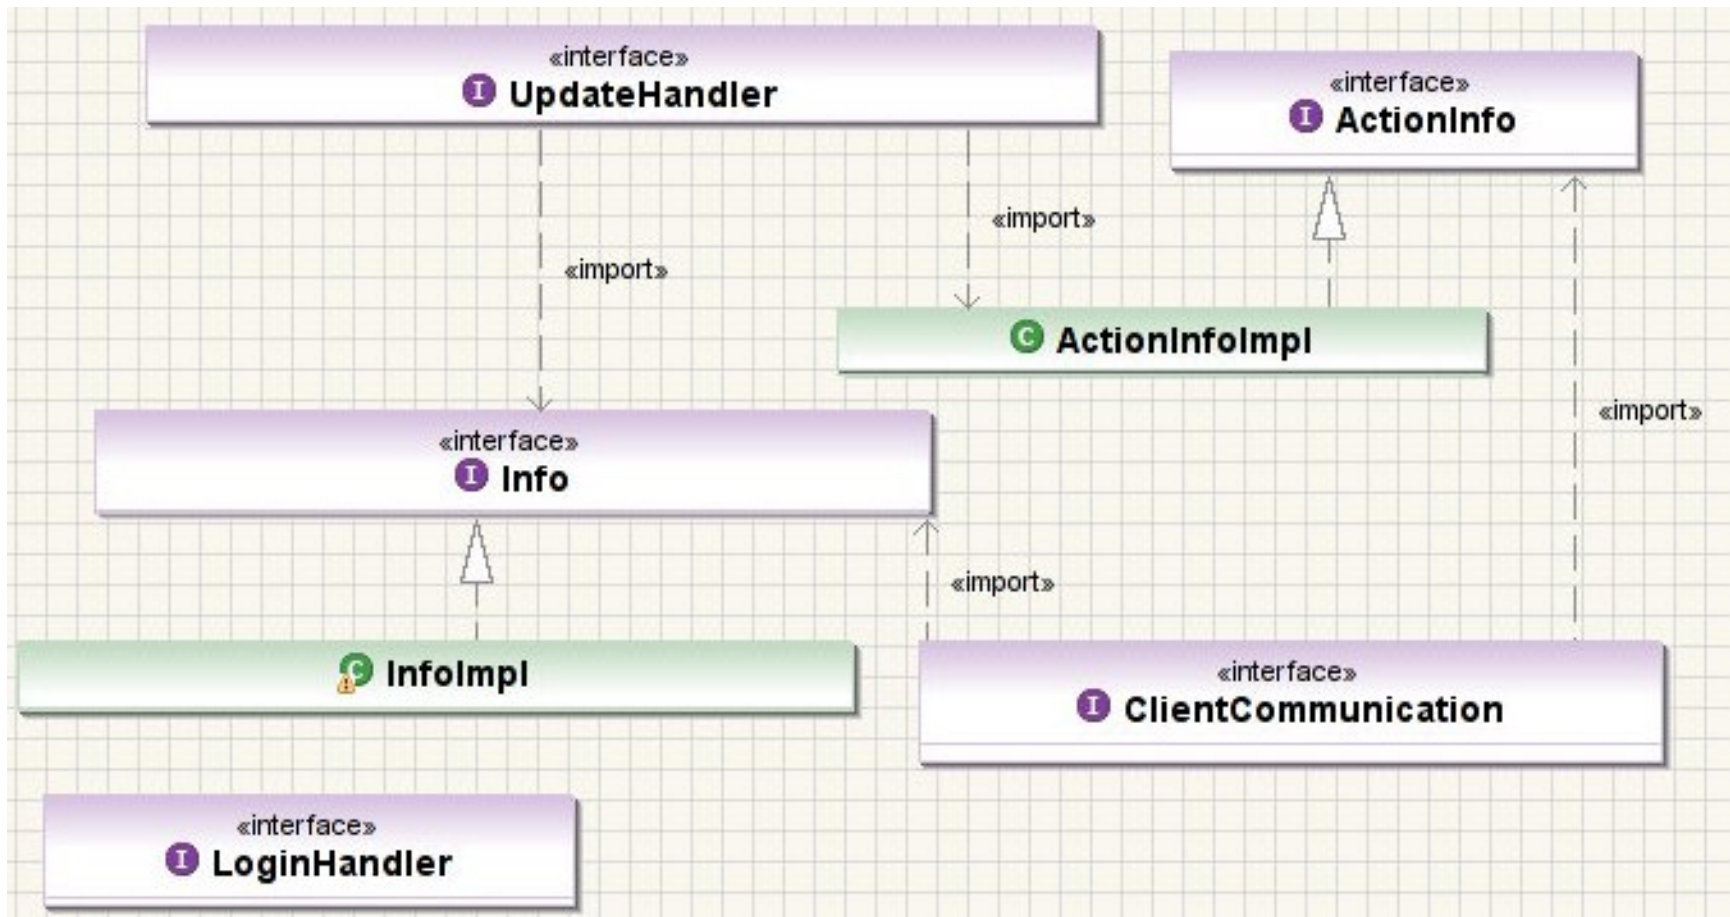 «interface»
I UpdateHandler
«interface»
I ActionInfo
«import»
«import»
C ActionInfoImpl
«import»
«interface»
I Info
«import»
C InfoImpl
«interface»
I ClientCommunication
«interface»
I LoginHandler